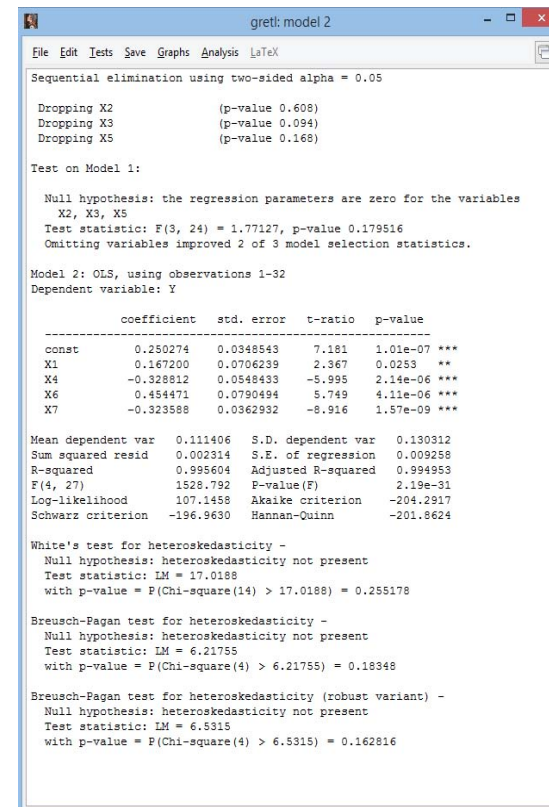 gretl: model 2
File Edit Tests Save Graphs Analysis LaTeX
Sequential elimination using two-sided alpha = 0.05
Dropping X2 (p-value 0.608)
Dropping X3 (p-value 0.094)
Dropping X5 (p-value 0.168)
Test on Model 1:
Null hypothesis: the regression parameters are zero for the variables
X2, X3, X5
Test statistic: F(3, 24) = 1.77127, p-value 0.179516
Omitting variables improved 2 of 3 model selection statistics.
Model 2: OLS, using observations 1-32
Dependent variable: Y
coefficient std. error t-ratio p-value
---------------------------------------------------------
const 0.250274 0.0348543 7.181 1.01e-07 ***
X1 0.167200 0.0706239 2.367 0.0253 **
X4 −0.328812 0.0548433 −5.995 2.14e-06 ***
X6 0.454471 0.0790494 5.749 4.11e-06 ***
X7 −0.323588 0.0362932 −8.916 1.57e-09 ***
Mean dependent var 0.111406 S.D. dependent var 0.130312
Sum squared resid 0.002314 S.E. of regression 0.009258
R-squared 0.995604 Adjusted R-squared 0.994953
F(4, 27) 1528.792 P-value(F) 2.19e-31
Log-likelihood 107.1458 Akaike criterion −204.2917
Schwarz criterion −196.9630 Hannan-Quinn −201.8624
White's test for heteroskedasticity -
Null hypothesis: heteroskedasticity not present
Test statistic: LM = 17.0188
with p-value = P(Chi-square(14) > 17.0188) = 0.255178
Breusch-Pagan test for heteroskedasticity -
Null hypothesis: heteroskedasticity not present
Test statistic: LM = 6.21755
with p-value = P(Chi-square(4) > 6.21755) = 0.18348
Breusch-Pagan test for heteroskedasticity (robust variant) -
Null hypothesis: heteroskedasticity not present
Test statistic: LM = 6.5315
with p-value = P(Chi-square(4) > 6.5315) = 0.162816